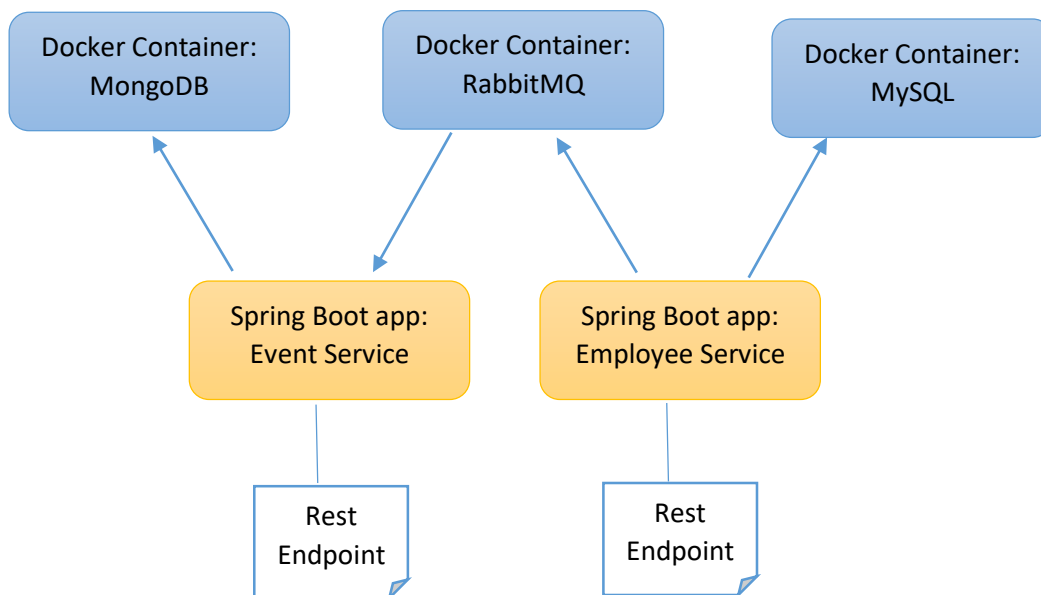 Docker Container:
MongoDB
Docker Container:
RabbitMQ
Docker Container:
MySQL
Spring Boot app:
Event Service
Spring Boot app:
Employee Service
Rest
Endpoint
Rest
Endpoint